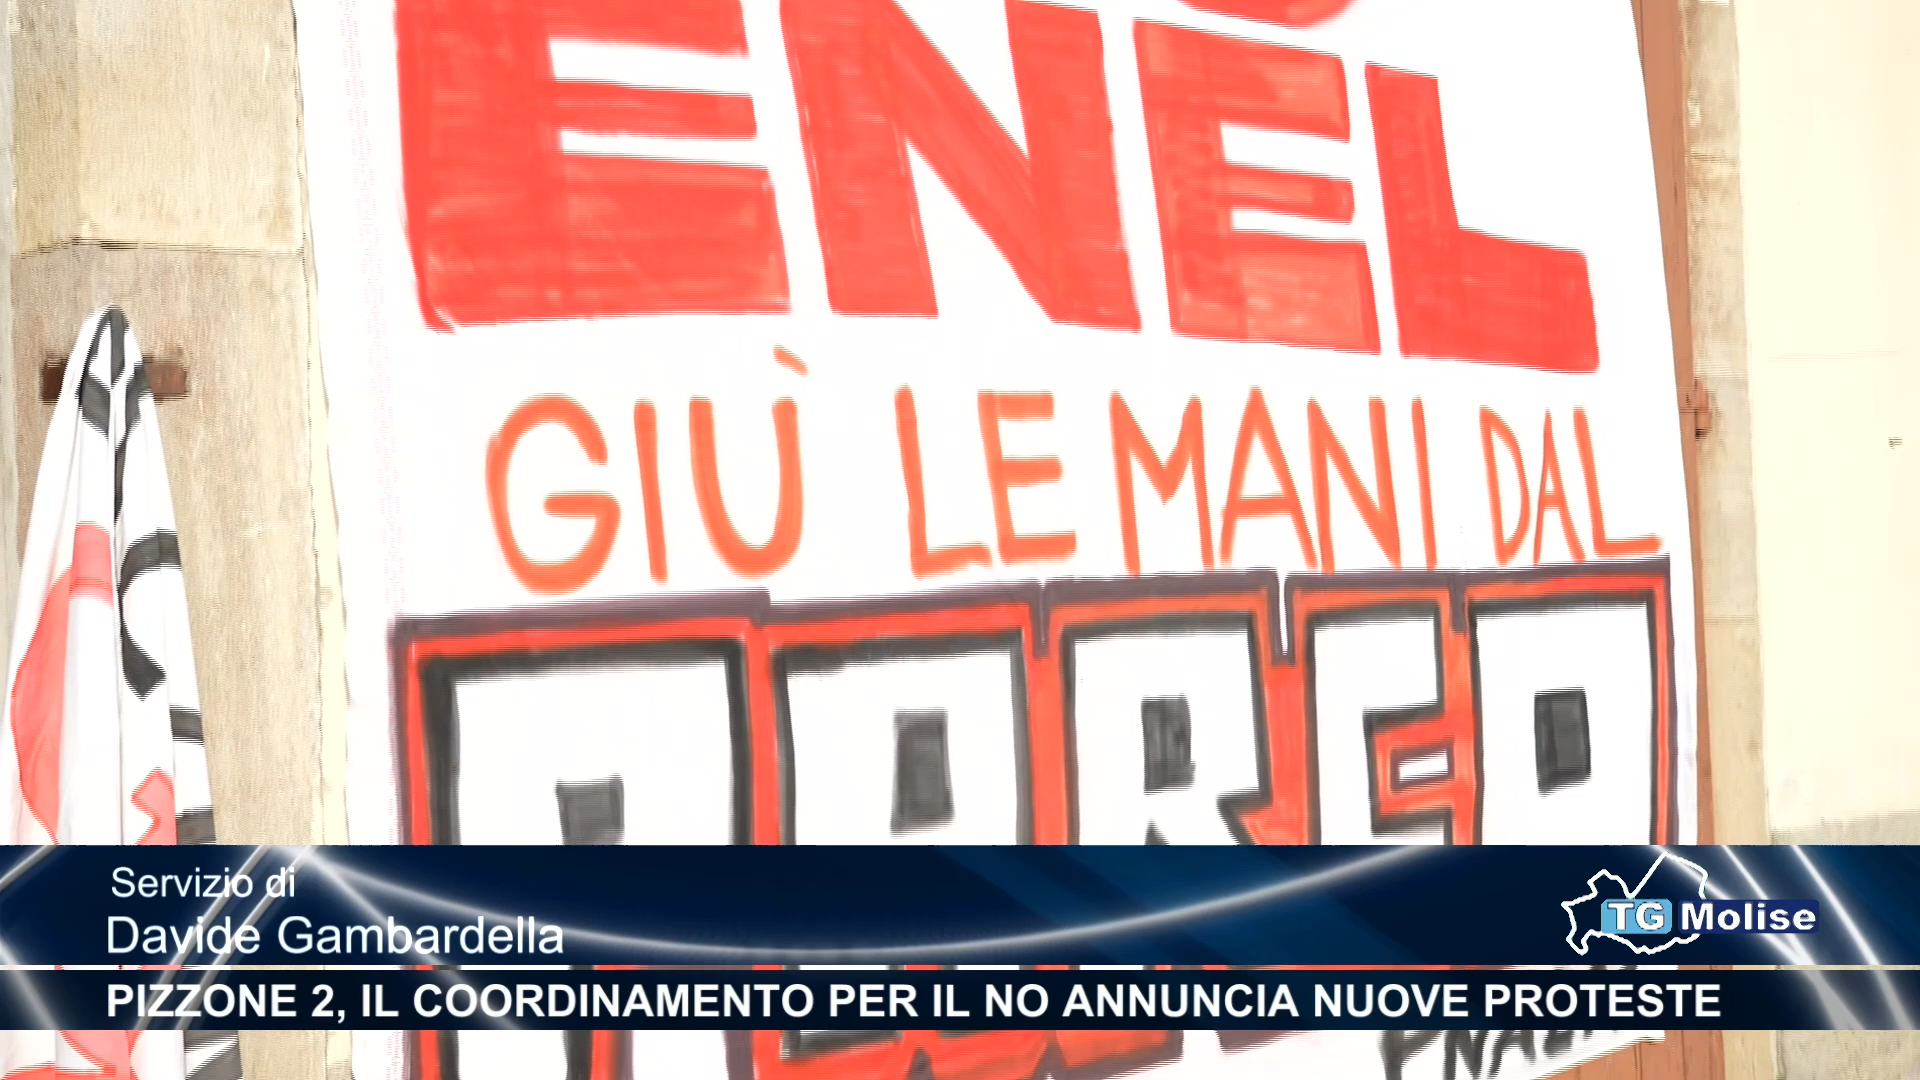 ENEL
GIÙ LE MANI DAL
PARCO
Servizio di
Davide Gambardella
TG Molise
PIZZONE 2, IL COORDINAMENTO PER IL NO ANNUNCIA NUOVE PROTESTE